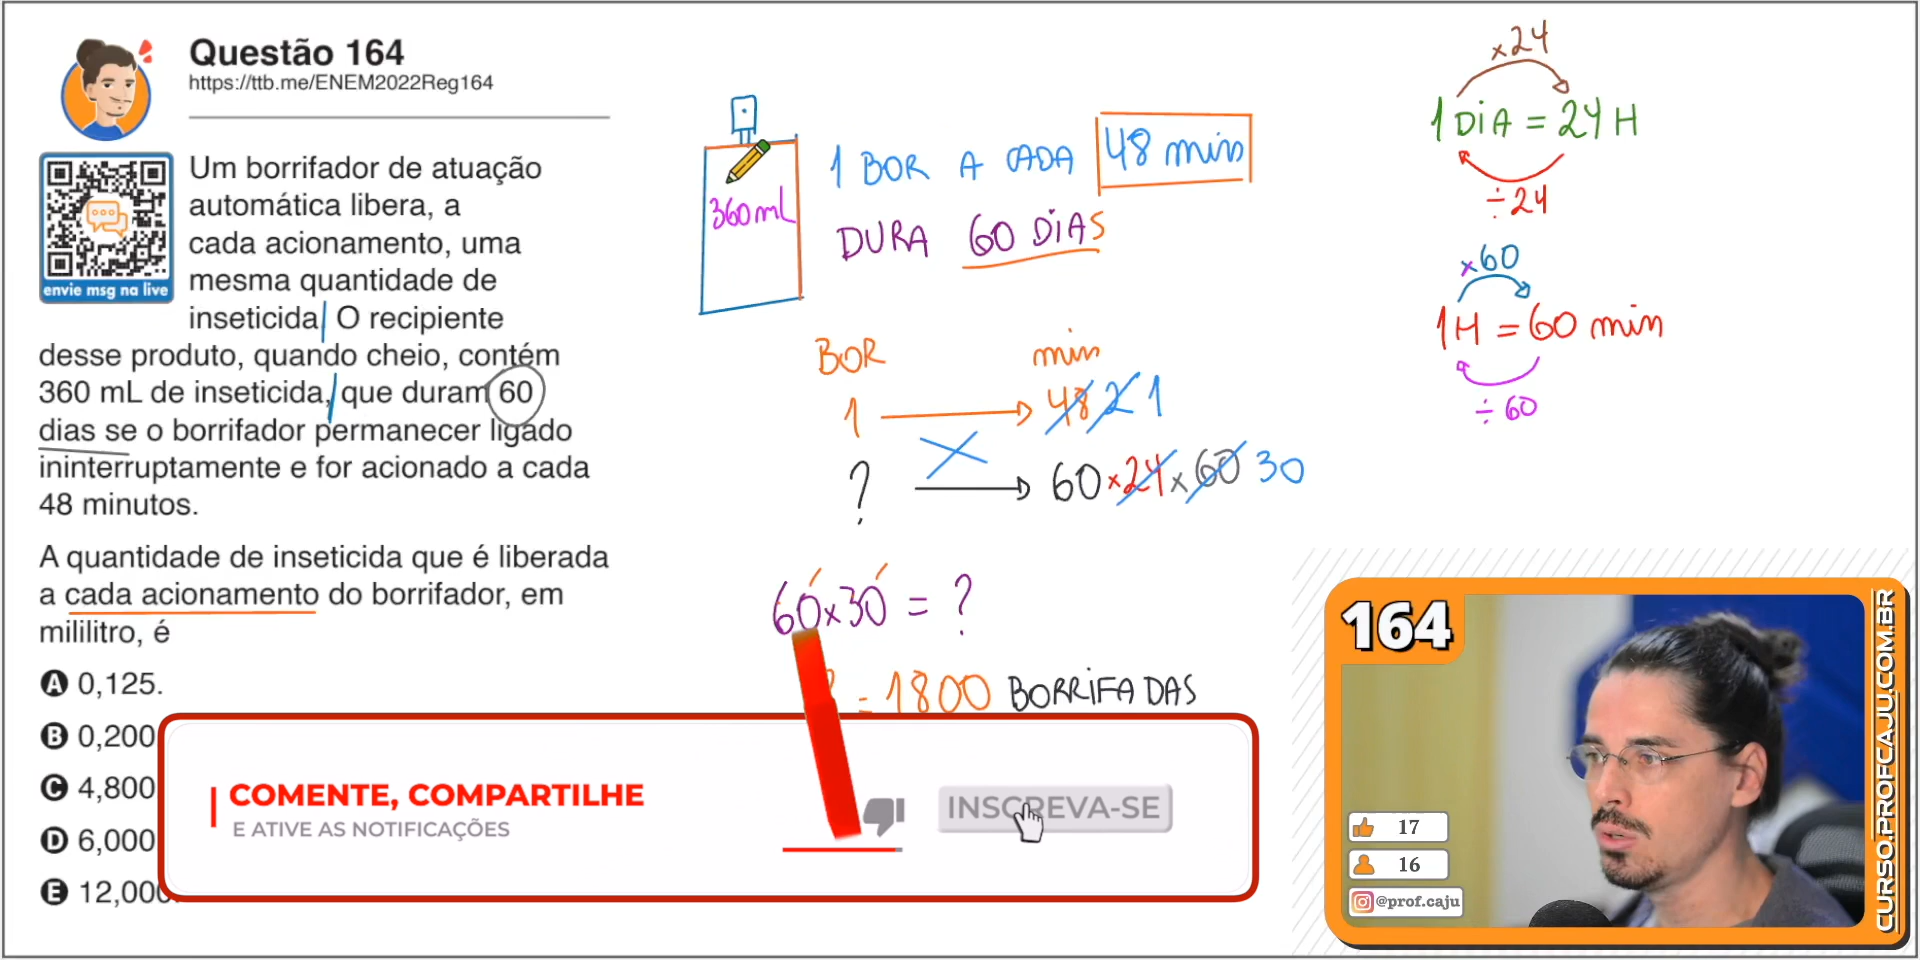 Questão 164
https://ttb.me/ENEM2022Reg164
envie msg na live
Um borrifador de atuação
automática libera, a
cada acionamento, uma
mesma quantidade de
inseticida. O recipiente
desse produto, quando cheio, contém
360 mL de inseticida, que duram 60
dias se o borrifador permanecer ligado
ininterruptamente e for acionado a cada
48 minutos.
A quantidade de inseticida que é liberada
a cada acionamento do borrifador, em
mililitro, é
A 0,125.
B 0,200
C 4,800
D 6,000
E 12,000.
360 mL
1 BOR A CADA 48 min
DURA 60 DIAS
BOR min
1 48 2 1
? 60 × 24 × 60 30
60 × 30 = ?
= 1800 BORRIFADAS
×24
1 DIA = 24 H
÷24
×60
1H = 60 min
÷60
COMENTE, COMPARTILHE
E ATIVE AS NOTIFICAÇÕES
INSCREVA-SE
164
17
16
@prof.caju
CURSO.PROFCAJU.COM.BR